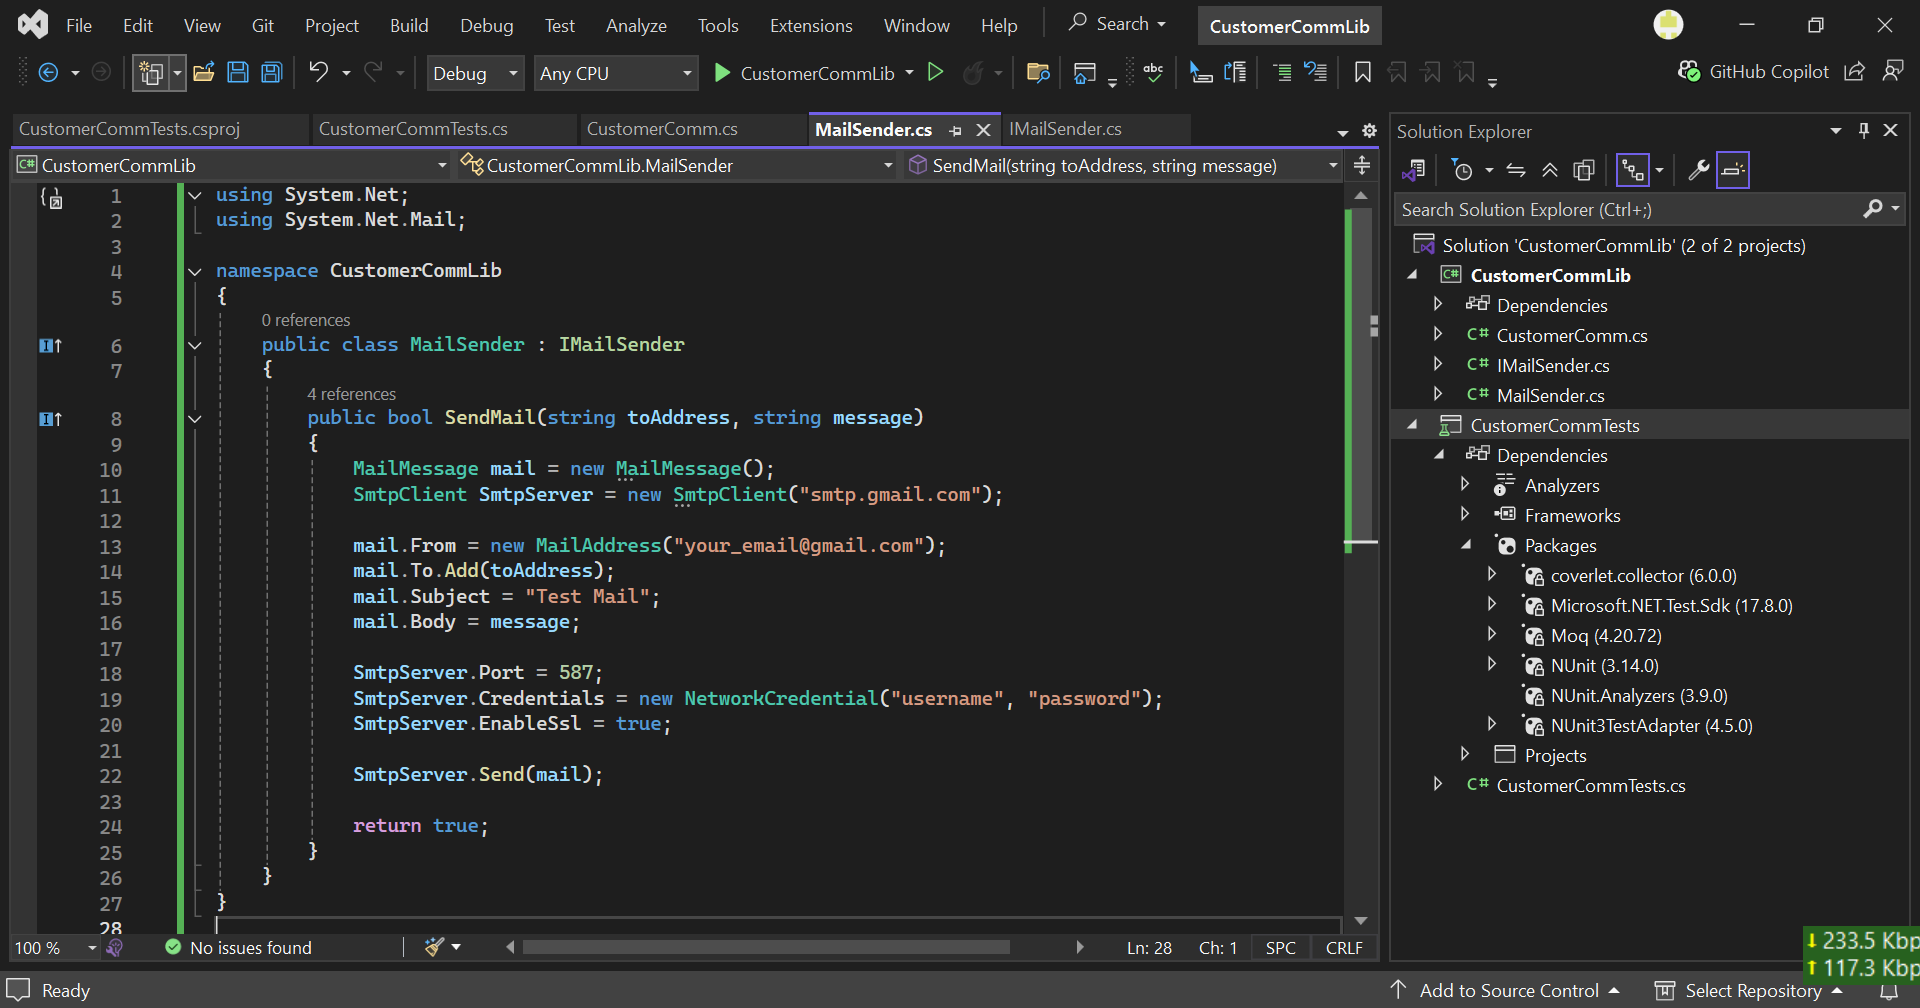 File Edit View Git Project Build Debug Test Analyze Tools Extensions Window Help Search CustomerCommLib
Debug Any CPU CustomerCommLib abc GitHub Copilot
CustomerCommTests.csproj CustomerCommTests.cs CustomerComm.cs MailSender.cs IMailSender.cs
C# CustomerCommLib CustomerCommLib.MailSender SendMail(string toAddress, string message)
1 using System.Net;
2 using System.Net.Mail;
3
4 namespace CustomerCommLib
5 {
0 references
6 public class MailSender : IMailSender
7 {
4 references
8 public bool SendMail(string toAddress, string message)
9 {
10 MailMessage mail = new MailMessage();
11 SmtpClient SmtpServer = new SmtpClient("smtp.gmail.com");
12
13 mail.From = new MailAddress("your_email@gmail.com");
14 mail.To.Add(toAddress);
15 mail.Subject = "Test Mail";
16 mail.Body = message;
17
18 SmtpServer.Port = 587;
19 SmtpServer.Credentials = new NetworkCredential("username", "password");
20 SmtpServer.EnableSsl = true;
21
22 SmtpServer.Send(mail);
23
24 return true;
25 }
26 }
27 }
28
100 % No issues found Ln: 28 Ch: 1 SPC CRLF
Solution Explorer
Search Solution Explorer (Ctrl+;)
Solution 'CustomerCommLib' (2 of 2 projects)
C# CustomerCommLib
Dependencies
C# CustomerComm.cs
C# IMailSender.cs
C# MailSender.cs
CustomerCommTests
Dependencies
Analyzers
Frameworks
Packages
coverlet.collector (6.0.0)
Microsoft.NET.Test.Sdk (17.8.0)
Moq (4.20.72)
NUnit (3.14.0)
NUnit.Analyzers (3.9.0)
NUnit3TestAdapter (4.5.0)
Projects
C# CustomerCommTests.cs
233.5 Kbp
117.3 Kbp
Ready Add to Source Control Select Repository